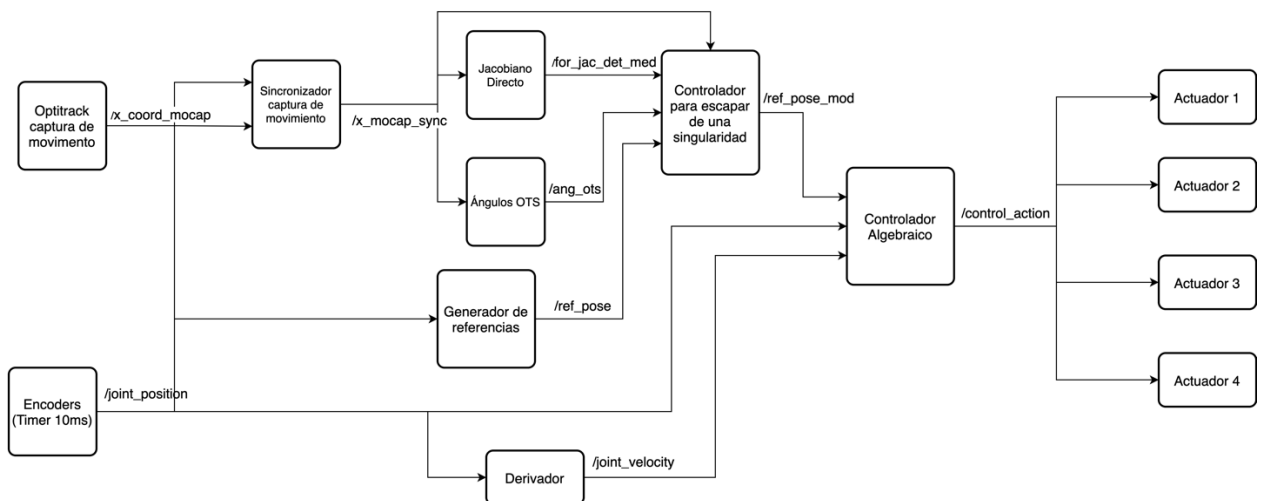 Optitrack
captura de
movimento
/x_coord_mocap
Sincronizador
captura de
movimiento
/x_mocap_sync
Jacobiano
Directo
/for_jac_det_med
Ángulos OTS
/ang_ots
Controlador
para escapar
de una
singularidad
/ref_pose_mod
Generador de
referencias
/ref_pose
Encoders
(Timer 10ms)
/joint_position
Derivador
/joint_velocity
Controlador
Algebraico
/control_action
Actuador 1
Actuador 2
Actuador 3
Actuador 4